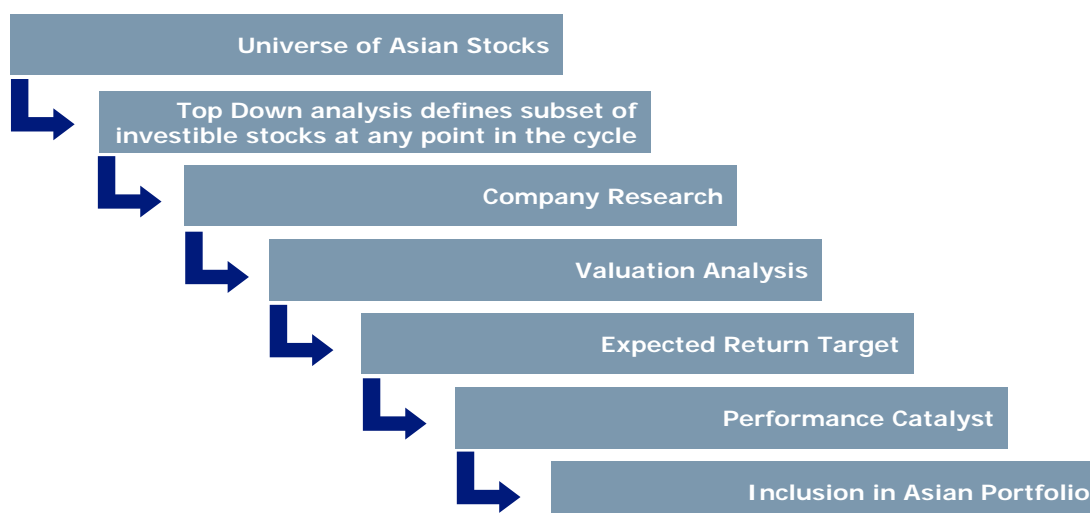 Universe of Asian Stocks
Top Down analysis defines subset of
investible stocks at any point in the cycle
Company Research
Valuation Analysis
Expected Return Target
Performance Catalyst
Inclusion in Asian Portfolio